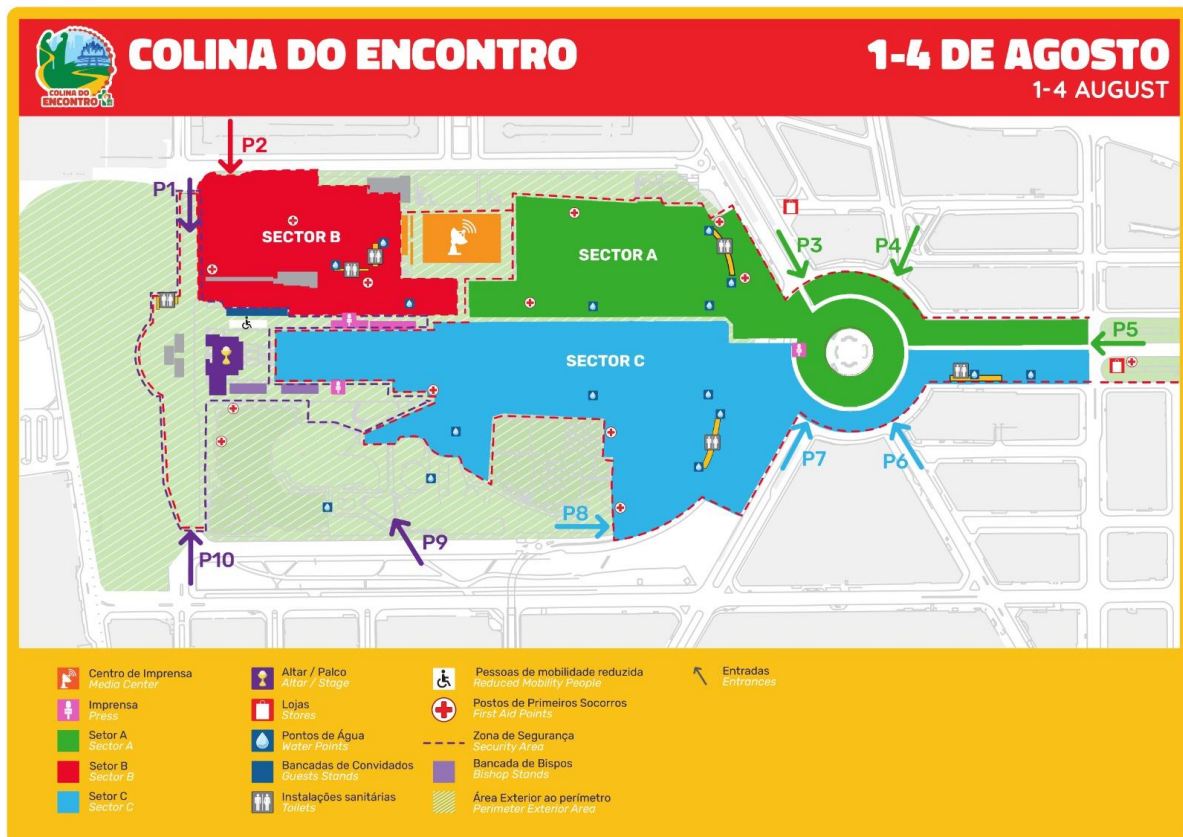 COLINA DO
ENCONTRO
COLINA DO ENCONTRO
1-4 DE AGOSTO
1-4 AUGUST
P2
P1
SECTOR B
SECTOR A
P3
P4
P5
SECTOR C
P7
P6
P8
P9
P10
Centro de Imprensa
Media Center
Imprensa
Press
Setor A
Sector A
Setor B
Sector B
Setor C
Sector C
Altar / Palco
Altar / Stage
Lojas
Stores
Pontos de Água
Water Points
Bancadas de Convidados
Guests Stands
Instalações sanitárias
Toilets
Pessoas de mobilidade reduzida
Reduced Mobility People
Postos de Primeiros Socorros
First Aid Points
Zona de Segurança
Security Area
Bancada de Bispos
Bishop Stands
Área Exterior ao perímetro
Perimeter Exterior Area
Entradas
Entrances